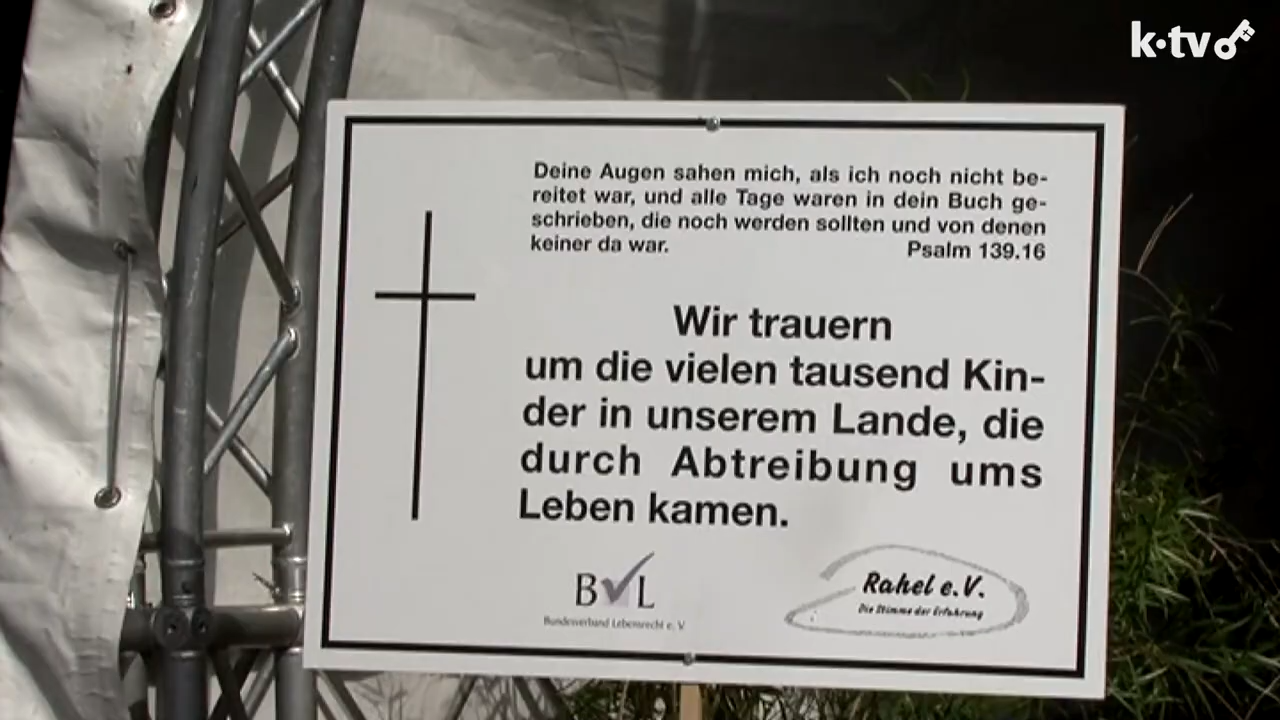 k·tv
Deine Augen sahen mich, als ich noch nicht be-
reitet war, und alle Tage waren in dein Buch ge-
schrieben, die noch werden sollten und von denen
keiner da war. Psalm 139.16
Wir trauern
um die vielen tausend Kin-
der in unserem Lande, die
durch Abtreibung ums
Leben kamen.
BVL
Bundesverband Lebensrecht e. V.
Rahel e.V.
Die Stimme der Erfahrung